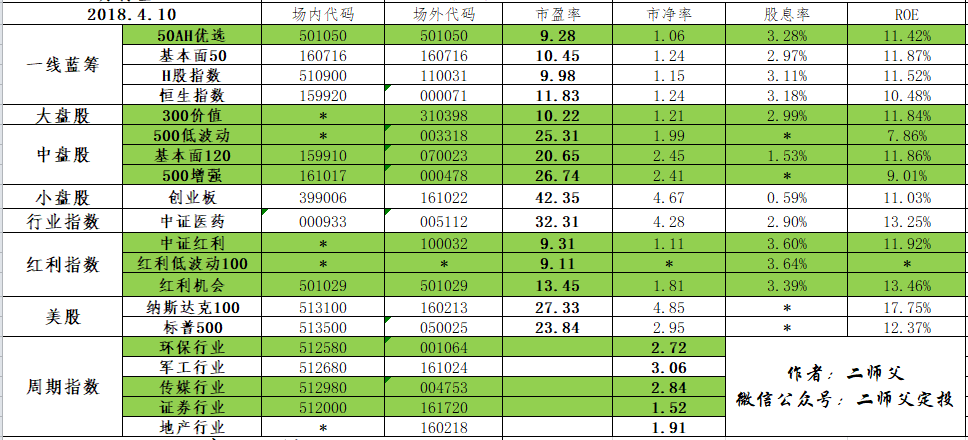 2018.4.10 场内代码 场外代码 市盈率 市净率 股息率 ROE
一线蓝筹
50AH优选 501050 501050 9.28 1.06 3.28% 11.42%
基本面50 160716 160716 10.45 1.24 2.97% 11.87%
H股指数 510900 110031 9.98 1.15 3.11% 11.52%
恒生指数 159920 000071 11.83 1.24 3.18% 10.48%
大盘股 300价值 * 310398 10.22 1.21 2.99% 11.84%
中盘股
500低波动 * 003318 25.31 1.99 * 7.86%
基本面120 159910 070023 20.65 2.45 1.53% 11.86%
500增强 161017 000478 26.74 2.41 * 9.01%
小盘股 创业板 399006 161022 42.35 4.67 0.59% 11.03%
行业指数 中证医药 000933 005112 32.31 4.28 2.90% 13.25%
红利指数
中证红利 * 100032 9.31 1.11 3.60% 11.92%
红利低波动100 * * 9.11 * 3.64% *
红利机会 501029 501029 13.45 1.81 3.39% 13.46%
美股
纳斯达克100 513100 160213 27.33 4.85 * 17.75%
标普500 513500 050025 23.84 2.95 * 12.37%
周期指数
环保行业 512580 001064 2.72
军工行业 512680 161024 3.06
传媒行业 512980 004753 2.84
证券行业 512000 161720 1.52
地产行业 * 160218 1.91
作者：二师父
微信公众号：二师父定投